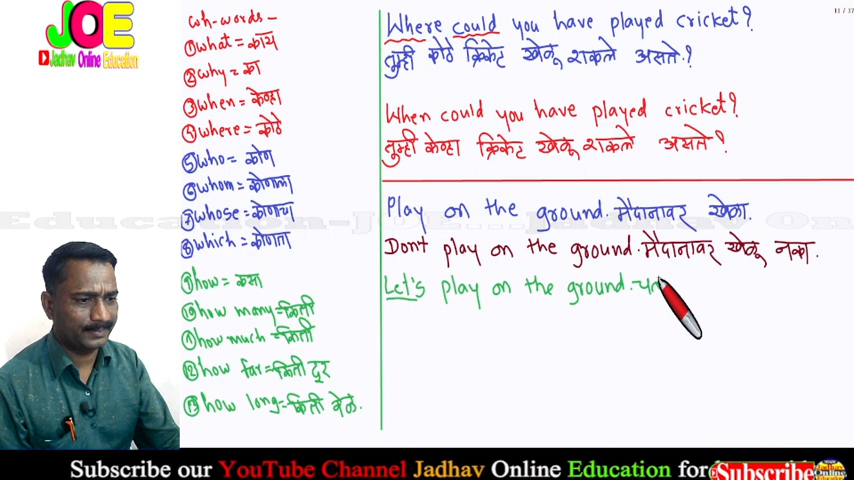 JOE
Jadhav Online Education
wh-words-
①what = काय
②why = का
③when = केव्हा
④where = कोठे
⑤who = कोण
⑥whom = कोणाला
⑦whose = कोणाचा
⑧which = कोणता
⑨how = कसा
⑩how many = किती
⑪how much = किती
⑫how far = किती दूर
⑬how long = किती वेळ.
11 / 37
Where could you have played cricket?
तुम्ही कोठे क्रिकेट खेळू शकले असते?
When could you have played cricket?
तुम्ही केव्हा क्रिकेट खेळू शकले असते?
Play on the ground. मैदानावर खेळा.
Don't play on the ground. मैदानावर खेळू नका.
Let's play on the ground. - च
Subscribe our YouTube Channel Jadhav Online Education for
Subscribe